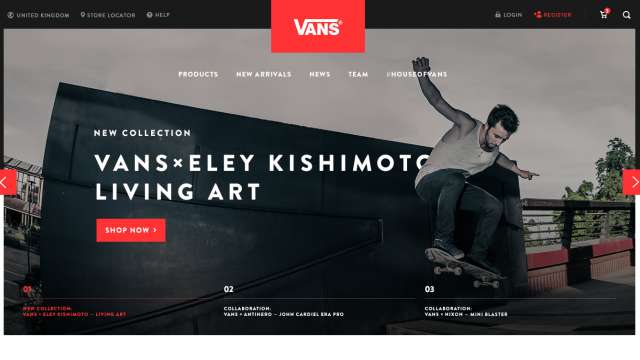 UNITED KINGDOM
STORE LOCATOR
HELP
VANS
LOGIN
REGISTER
PRODUCTS
NEW ARRIVALS
NEWS
TEAM
#HOUSEOFVANS
NEW COLLECTION
VANS×ELEY KISHIMOTO
LIVING ART
SHOP NOW >
01
NEW COLLECTION:
VANS × ELEY KISHIMOTO – LIVING ART
02
COLLABORATION:
VANS × ANTIHERO – JOHN CARDIEL ERA PRO
03
COLLABORATION:
VANS × NIXON – MINI BLASTER